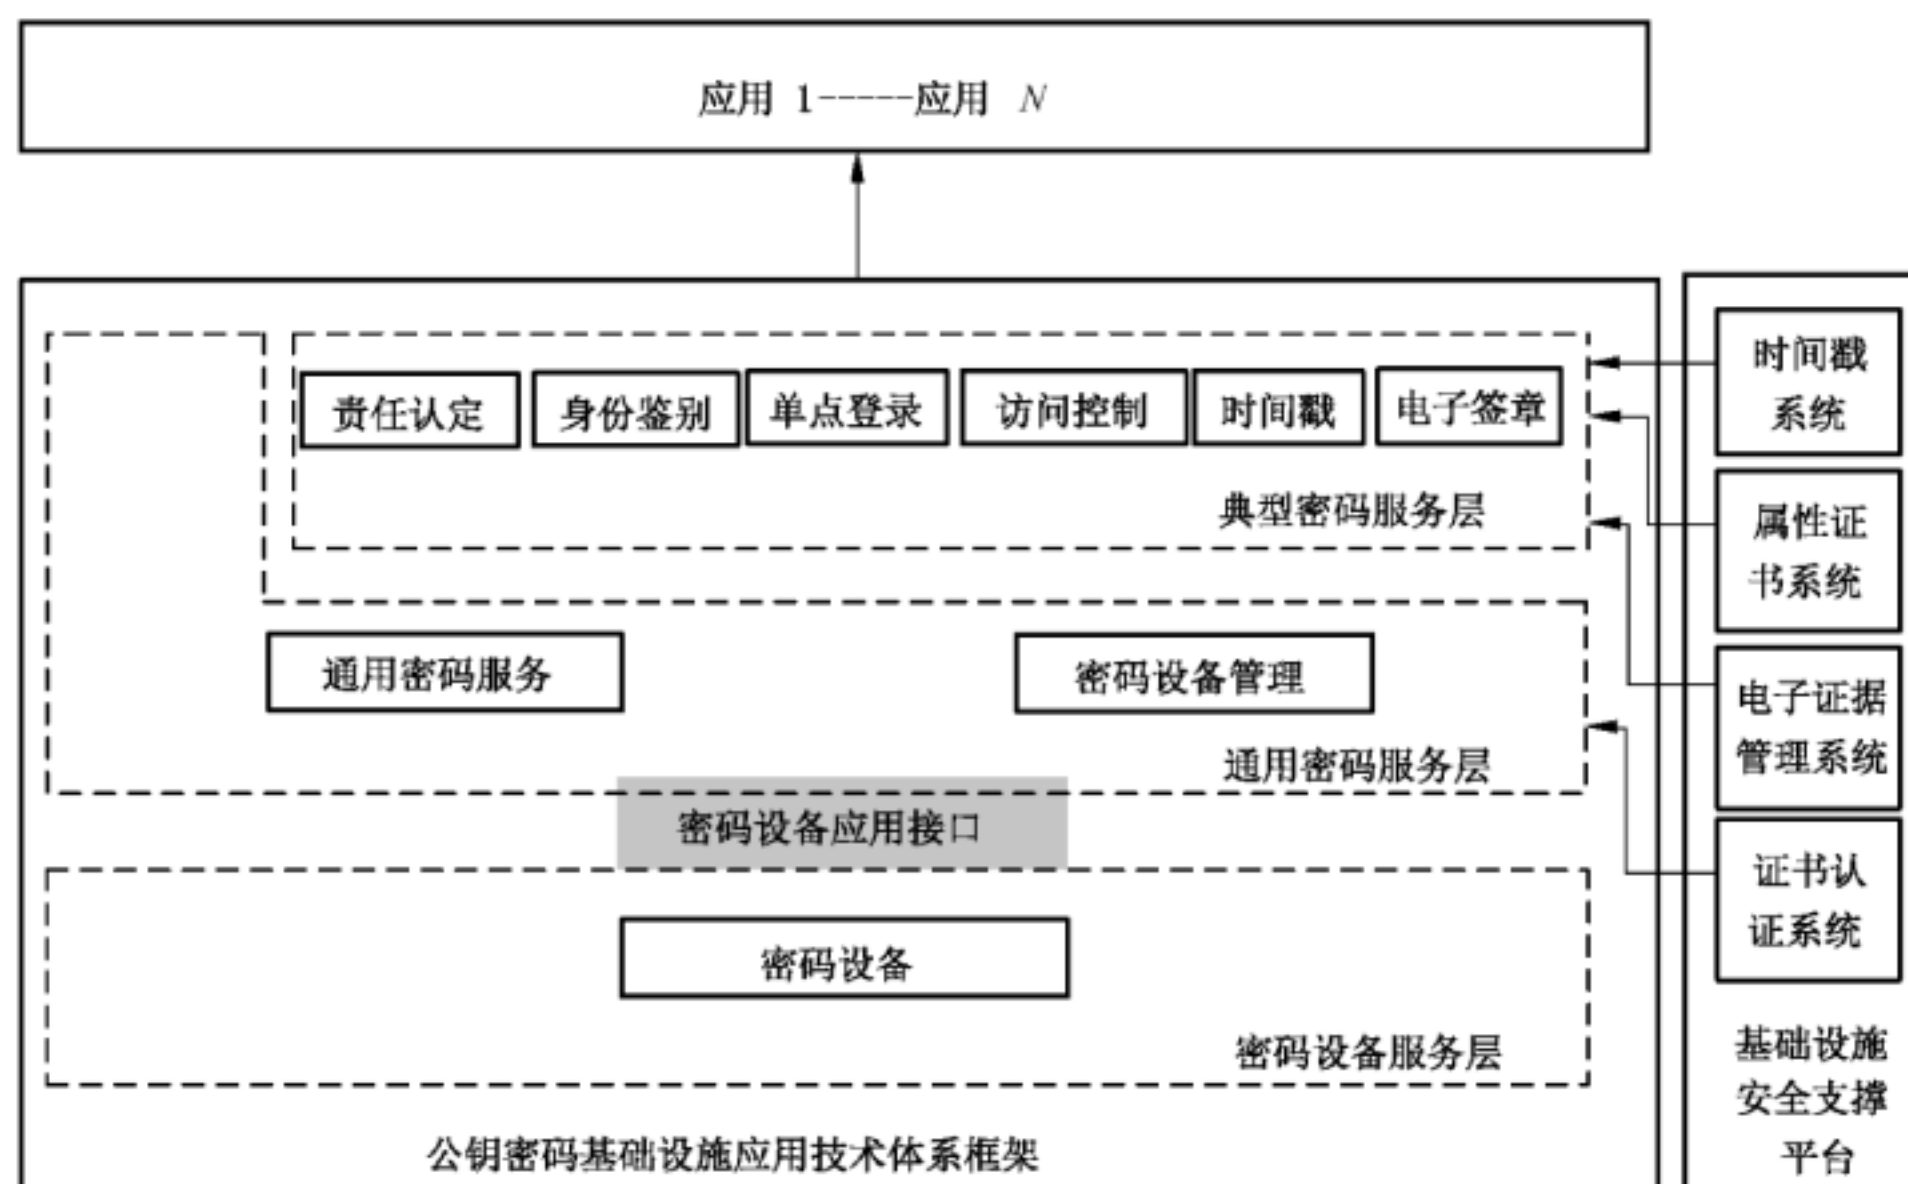 应用 1-----应用 N
责任认定
身份鉴别
单点登录
访问控制
时间戳
电子签章
典型密码服务层
通用密码服务
密码设备管理
通用密码服务层
密码设备应用接口
密码设备
密码设备服务层
公钥密码基础设施应用技术体系框架
时间戳
系统
属性证
书系统
电子证据
管理系统
证书认
证系统
基础设施
安全支撑
平台